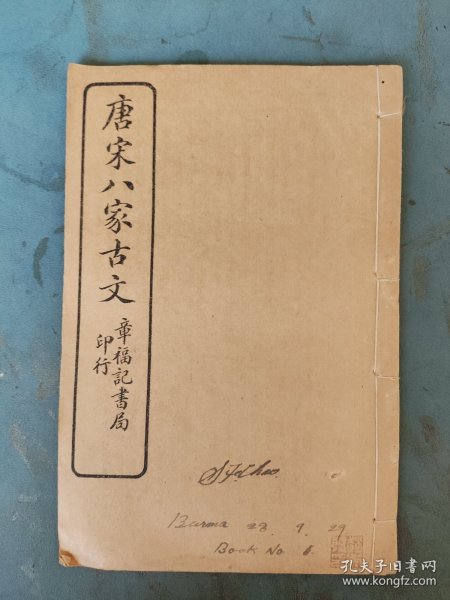 唐宋八家古文
章福記書局
印行
Burma 28. 9. 29
Book No 6.
孔夫子旧书网
www.kongfz.com